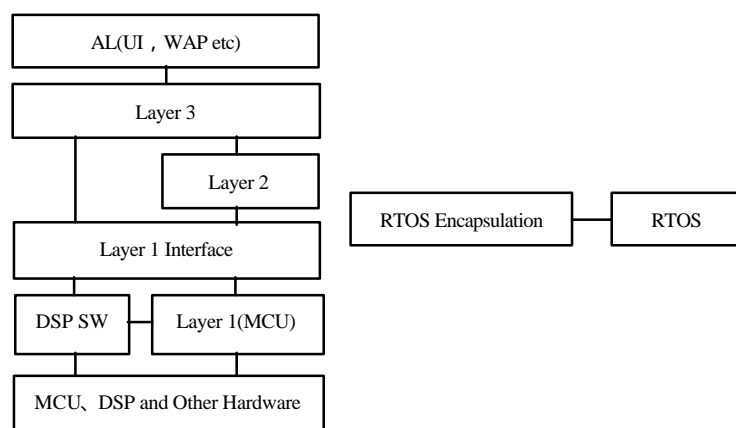 AL(UI，WAP etc)
Layer 3
Layer 2
RTOS Encapsulation
RTOS
Layer 1 Interface
DSP SW
Layer 1(MCU)
MCU、DSP and Other Hardware